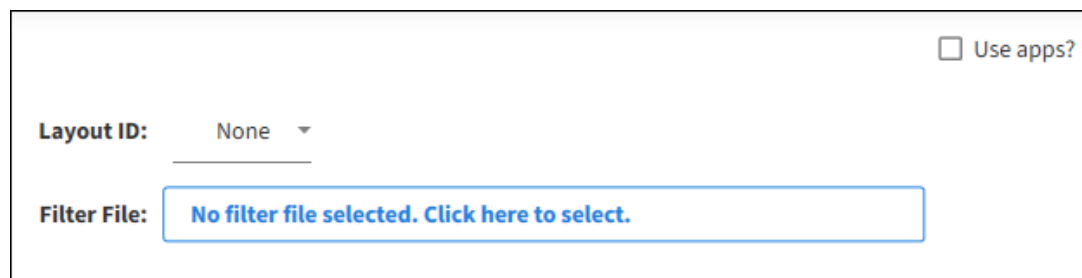 Use apps?
Layout ID: None
Filter File: No filter file selected. Click here to select.